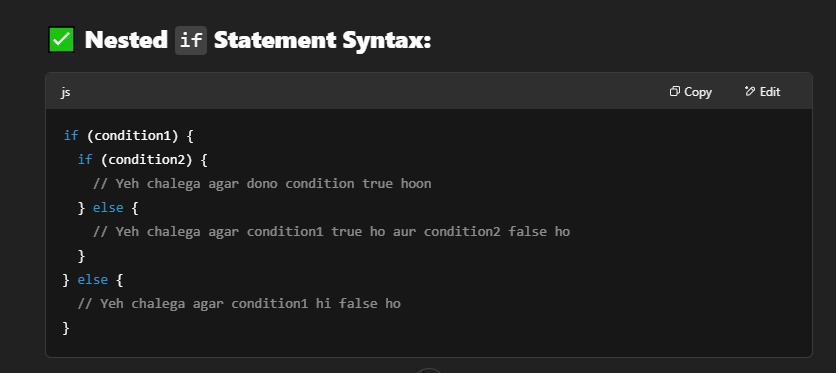 ✅ Nested if Statement Syntax:
js Copy Edit
if (condition1) {
  if (condition2) {
    // Yeh chalega agar dono condition true hoon
  } else {
    // Yeh chalega agar condition1 true ho aur condition2 false ho
  }
} else {
  // Yeh chalega agar condition1 hi false ho
}